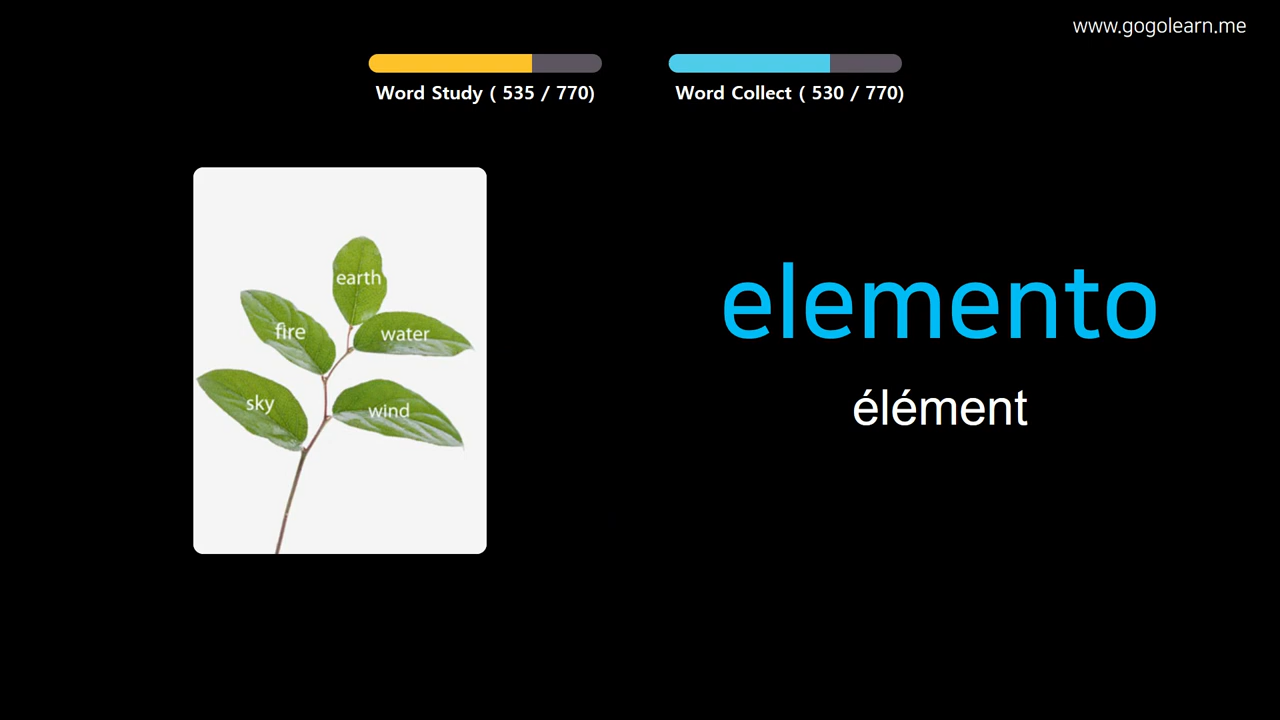 www.gogolearn.me
Word Study ( 535 / 770)
Word Collect ( 530 / 770)
earth
fire
water
sky
wind
elemento
élément